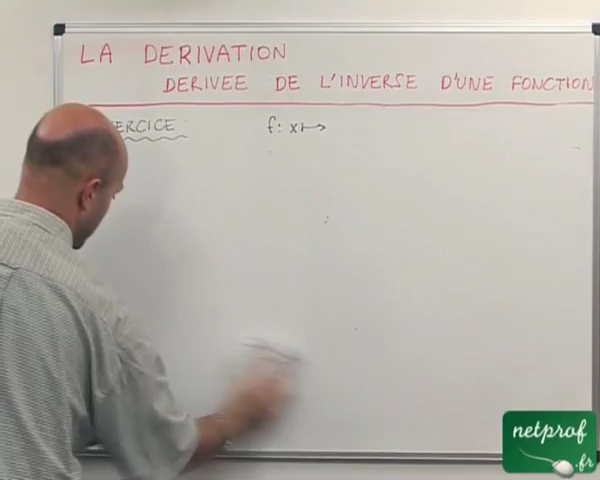 LA DERIVATION
DERIVEE DE L'INVERSE D'UNE FONCTION
ERCICE :
f: x ↦
netprof
.fr